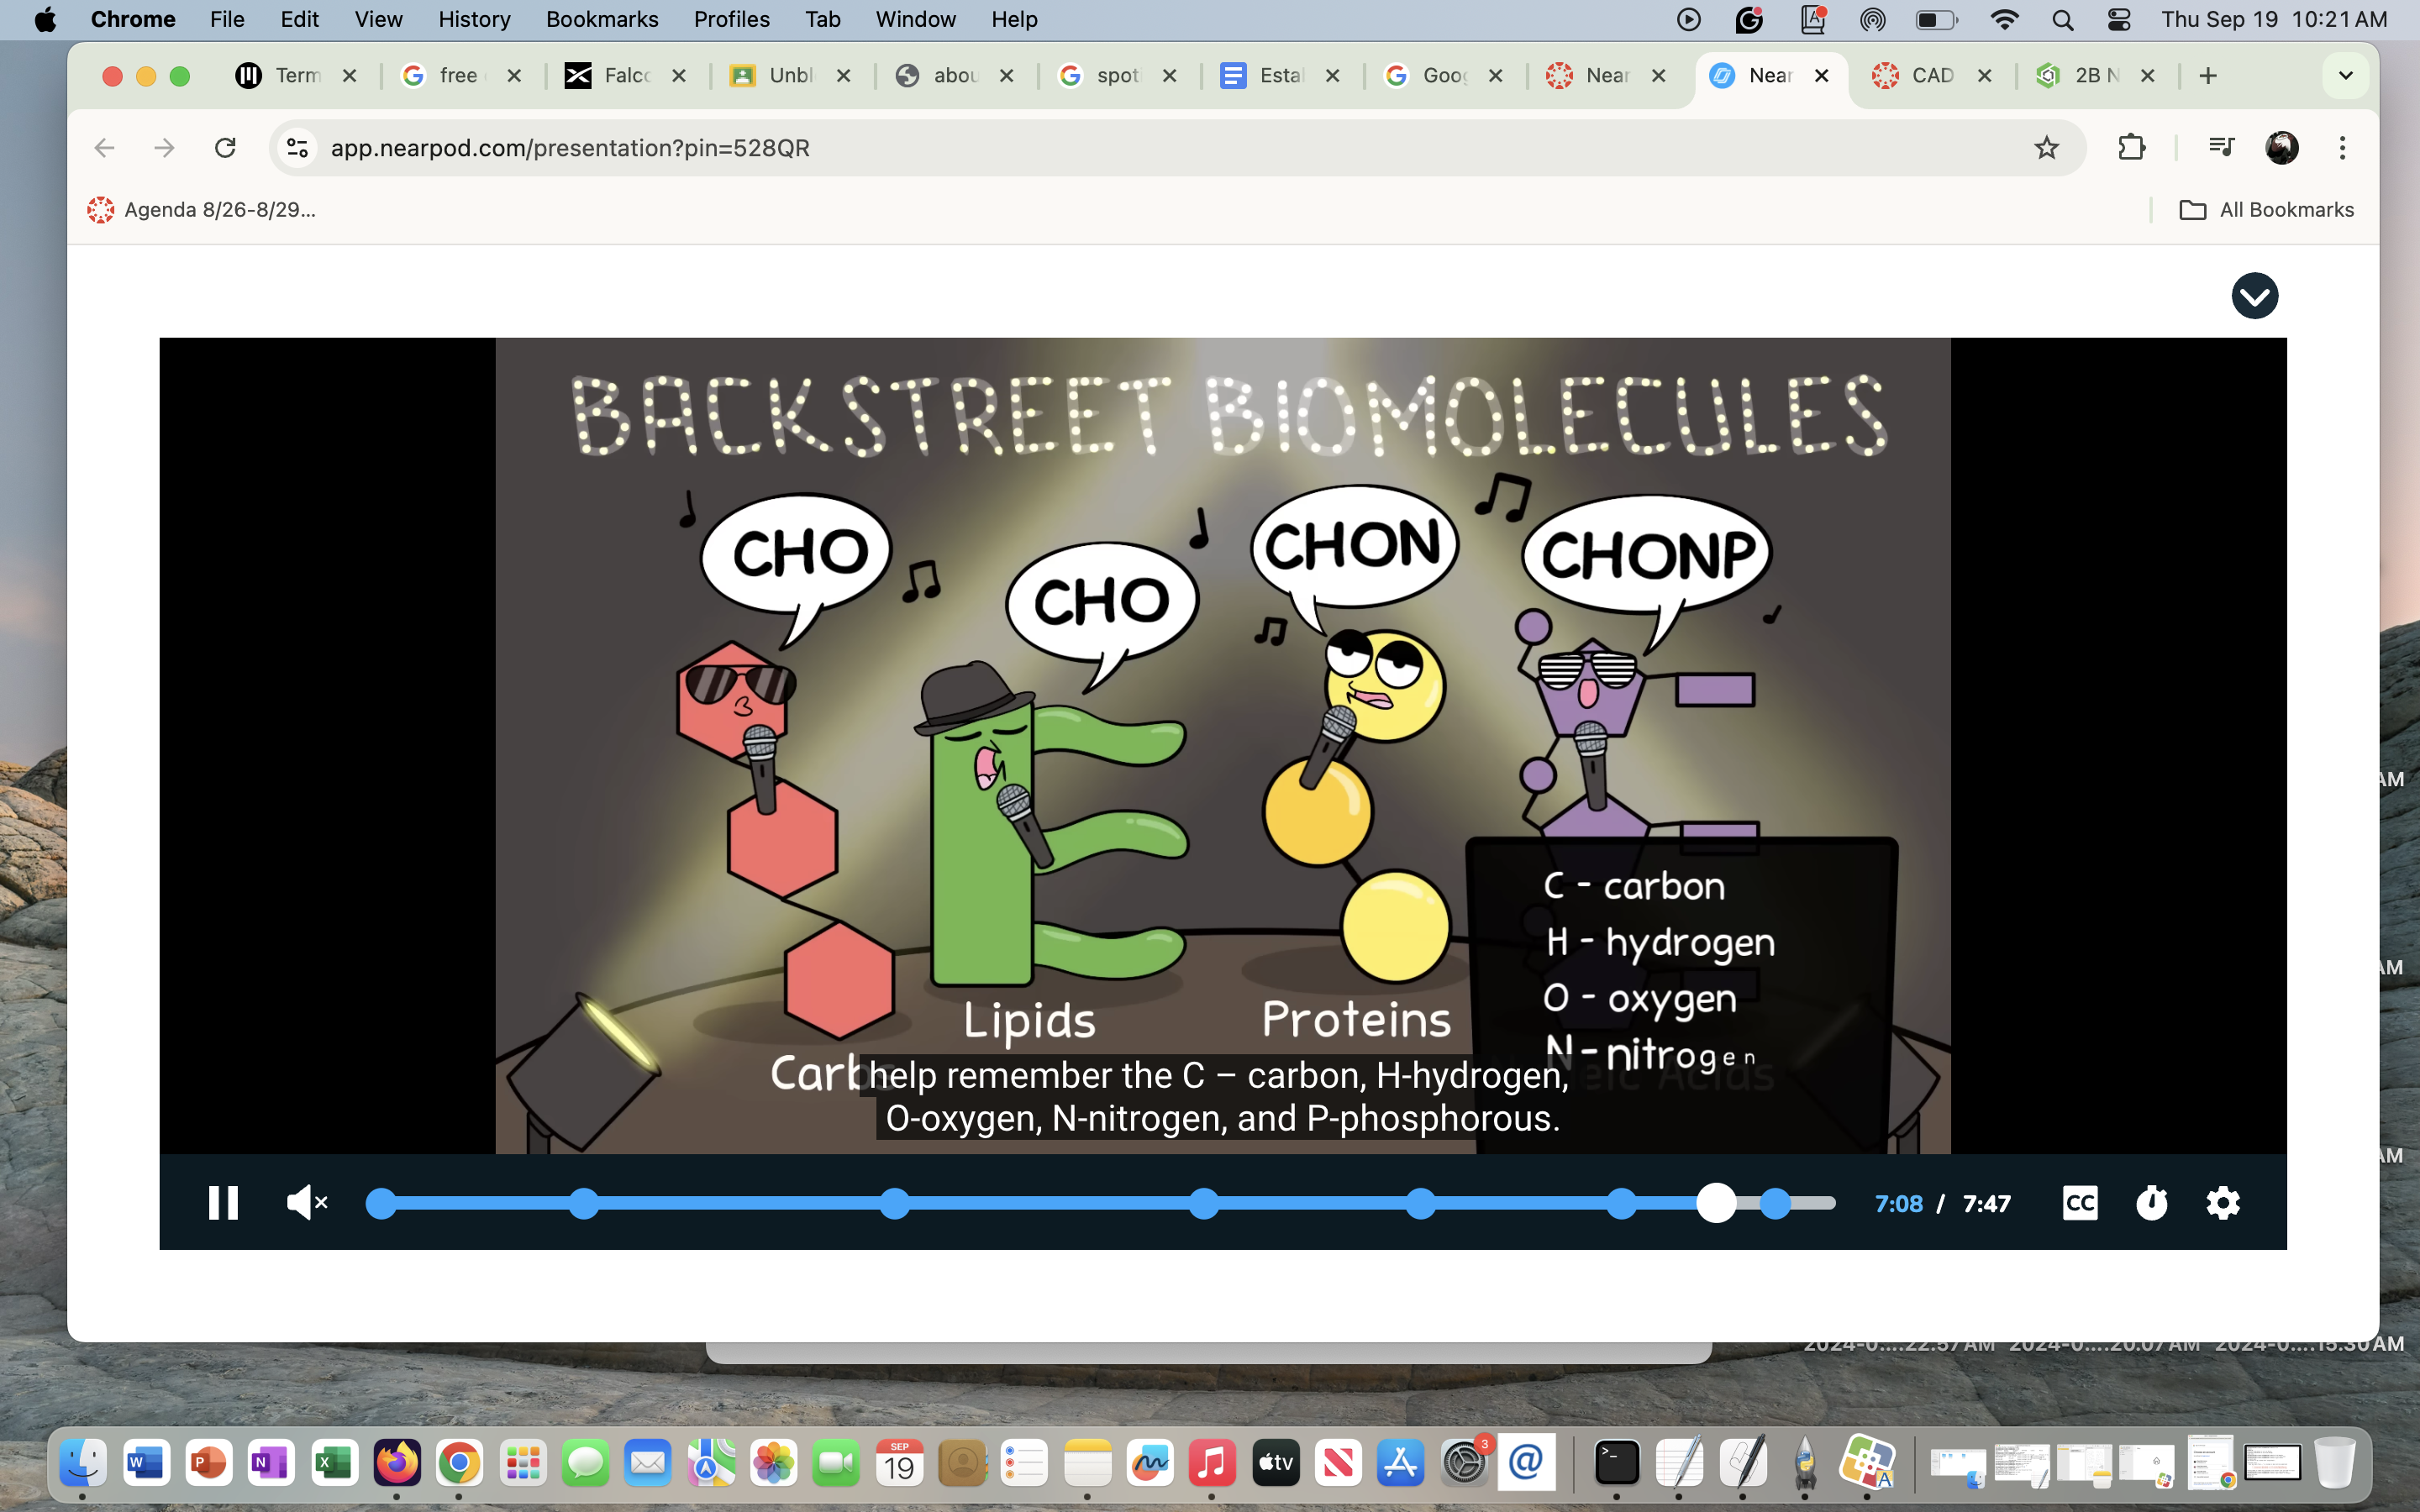 Chrome File Edit View History Bookmarks Profiles Tab Window Help Thu Sep 19 10:21 AM
Term free Falc Unbl abou spot Esta Goog Near Near CAD 2B N
app.nearpod.com/presentation?pin=528QR
Agenda 8/26-8/29... All Bookmarks
BACKSTREET BIOMOLECULES
CHO
CHO
CHON
CHONP
C - carbon
H - hydrogen
O - oxygen
N - nitrogen
Lipids
Proteins
Carbs
help remember the C – carbon, H-hydrogen,
O-oxygen, N-nitrogen, and P-phosphorous.
7:08 / 7:47 CC
AM
AM
AM
2024-0....22.57 AM 2024-0....20.07 AM 2024-0....15.30 AM
SEP
19
tv
3